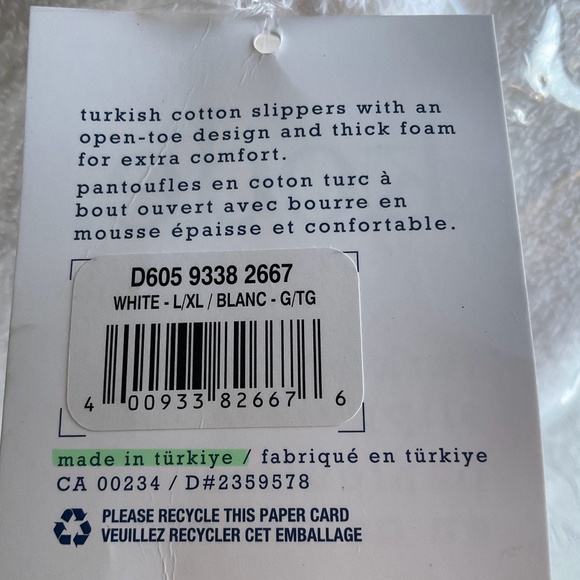 turkish cotton slippers with an
open-toe design and thick foam
for extra comfort.
pantoufles en coton turc à
bout ouvert avec bourre en
mousse épaisse et confortable.
D605 9338 2667
WHITE - L/XL / BLANC - G/TG
4 00933 82667 6
made in türkiye / fabriqué en türkiye
CA 00234 / D#2359578
PLEASE RECYCLE THIS PAPER CARD
VEUILLEZ RECYCLER CET EMBALLAGE